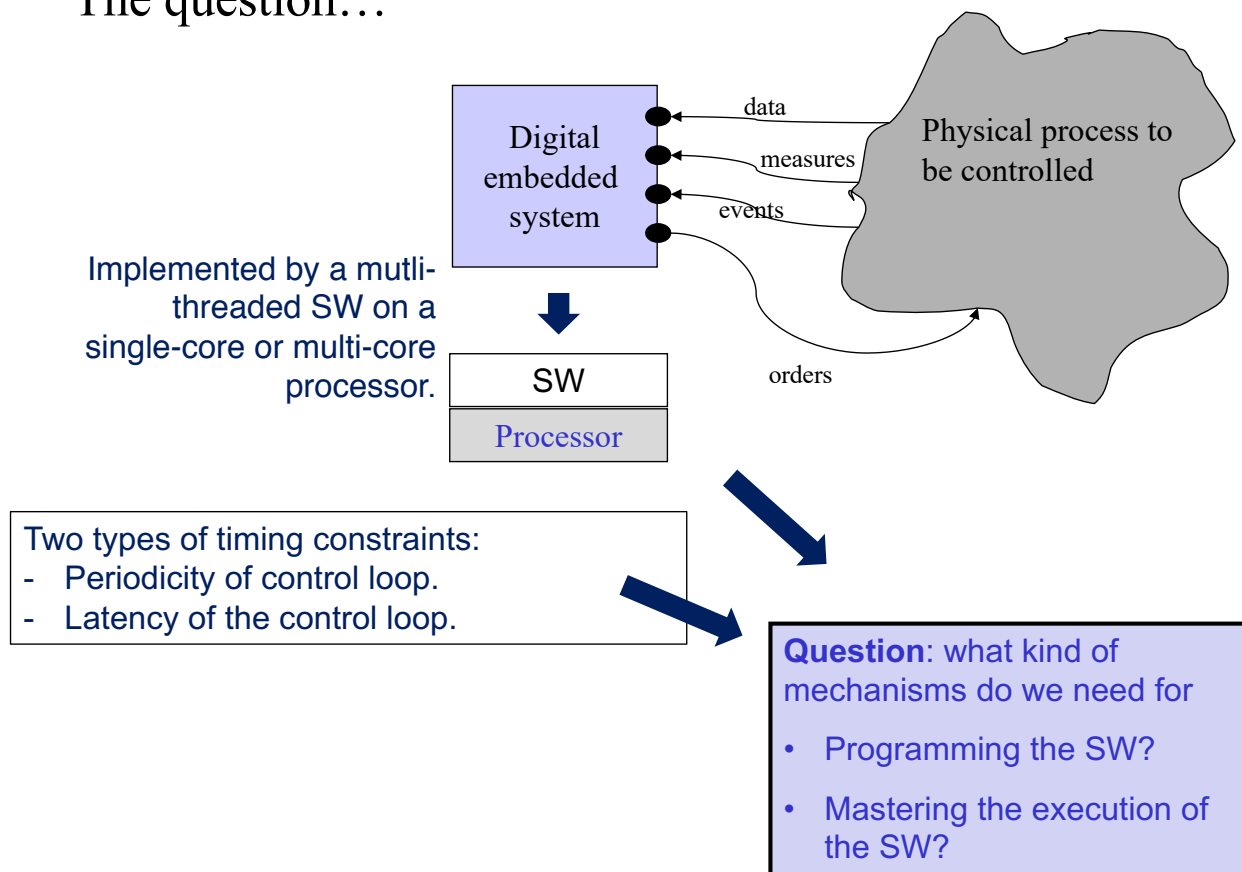 The question…
data
Digital
embedded
system
measures
events
Physical process to
be controlled
Implemented by a mutli-
threaded SW on a
single-core or multi-core
processor.
orders
SW
Processor
Two types of timing constraints:
- Periodicity of control loop.
- Latency of the control loop.
Question: what kind of
mechanisms do we need for
• Programming the SW?
• Mastering the execution of
the SW?